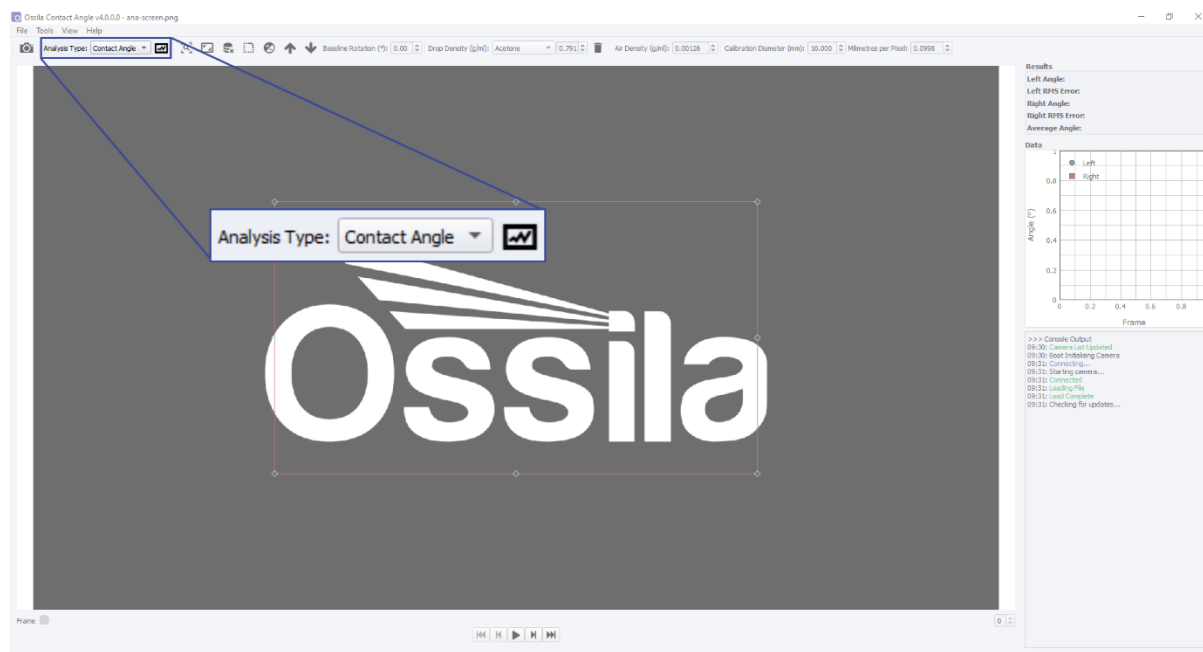 Ossila Contact Angle v4.0.0.0 - ana-screen.png
File Tools View Help
Analysis Type: Contact Angle Baseline Rotation (°): 0.00 Drop Density (g/ml): Acetone 0.791 Air Density (g/ml): 0.00126 Calibration Diameter (mm): 10.000 Milimetres per Pixel: 0.0998
Analysis Type: Contact Angle
Ossila
Results
Left Angle:
Left RMS Error:
Right Angle:
Right RMS Error:
Average Angle:
Data
1
Left
Right
0.8
0.6
0.4
0.2
0
Angle (°)
0 0.2 0.4 0.6 0.8
Frame
>>> Console Output
09:30: Camera List Updated
09:30: Boot Initialising Camera
09:31: Connecting...
09:31: Starting camera...
09:31: Connected
09:31: Loading File
09:31: Load Complete
09:31: Checking for updates...
Frame 0